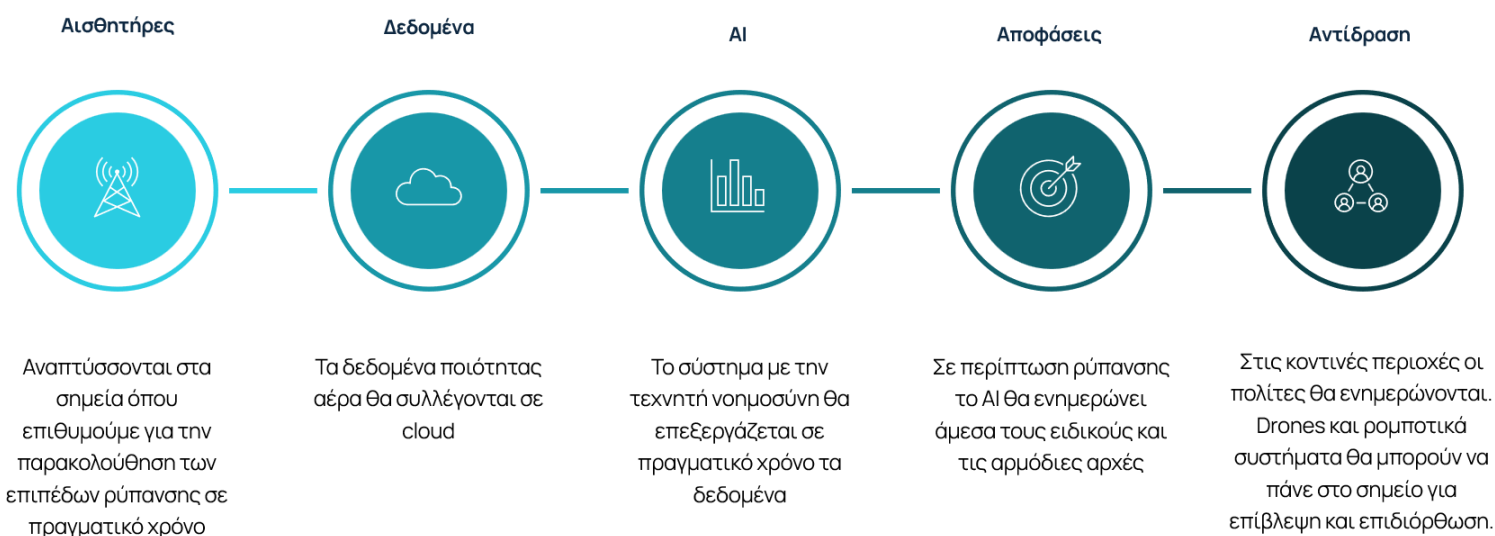 Αισθητήρες
Δεδομένα
AI
Αποφάσεις
Αντίδραση
Αναπτύσσονται στα
σημεία όπου
επιθυμούμε για την
παρακολούθηση των
επιπέδων ρύπανσης σε
πραγματικό χρόνο
Τα δεδομένα ποιότητας
αέρα θα συλλέγονται σε
cloud
Το σύστημα με την
τεχνητή νοημοσύνη θα
επεξεργάζεται σε
πραγματικό χρόνο τα
δεδομένα
Σε περίπτωση ρύπανσης
το AI θα ενημερώνει
άμεσα τους ειδικούς και
τις αρμόδιες αρχές
Στις κοντινές περιοχές οι
πολίτες θα ενημερώνονται.
Drones και ρομποτικά
συστήματα θα μπορούν να
πάνε στο σημείο για
επίβλεψη και επιδιόρθωση.